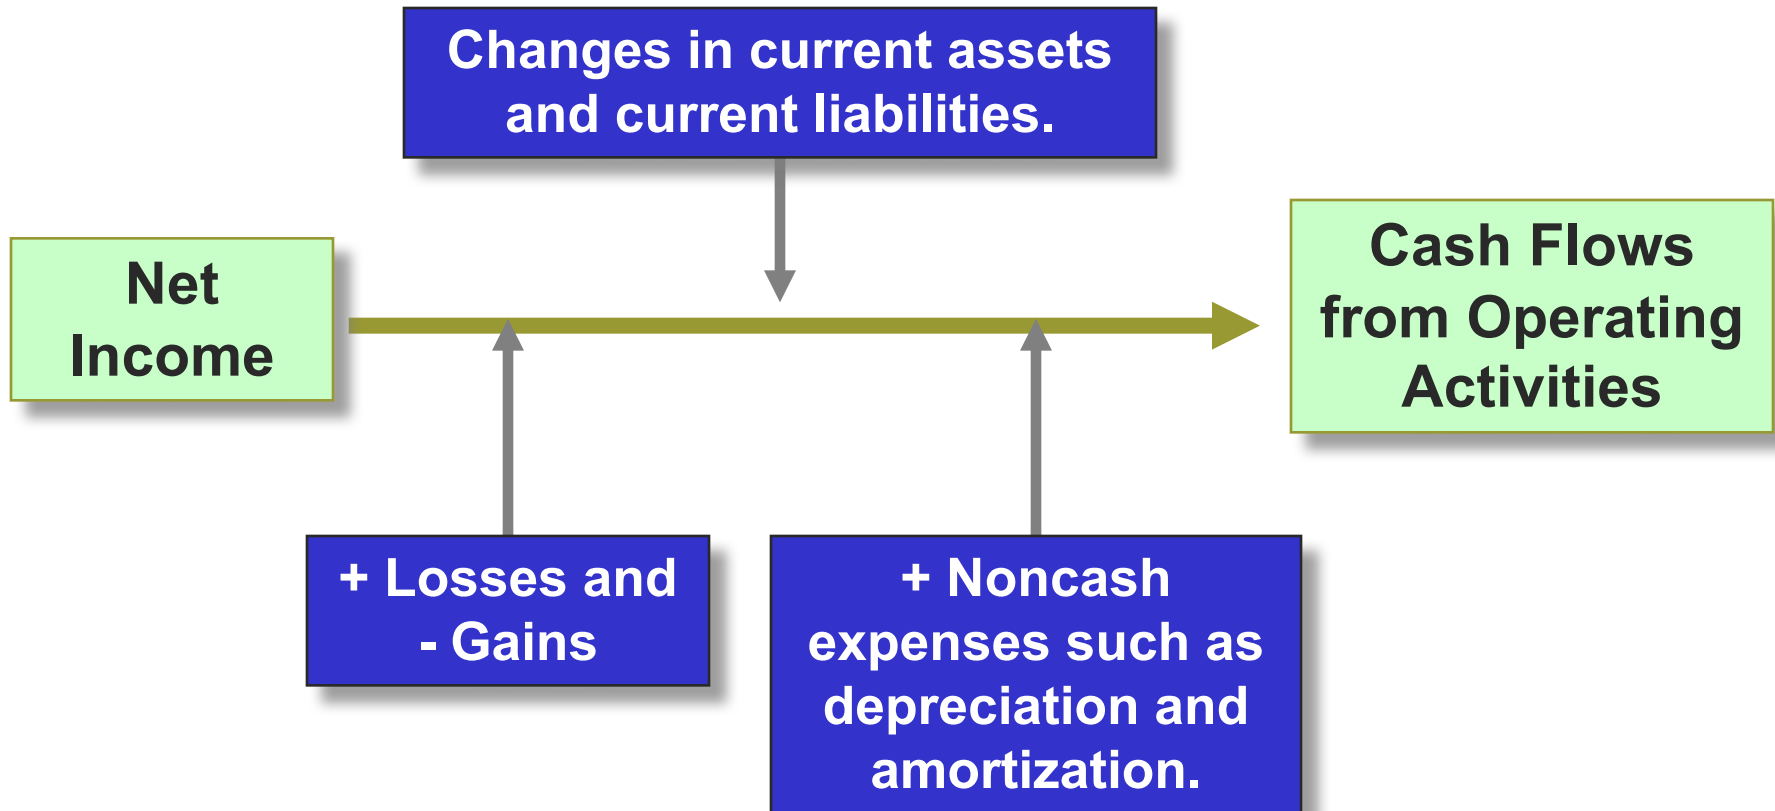 Changes in current assets
and current liabilities.
Net
Income
Cash Flows
from Operating
Activities
+ Losses and
- Gains
+ Noncash
expenses such as
depreciation and
amortization.